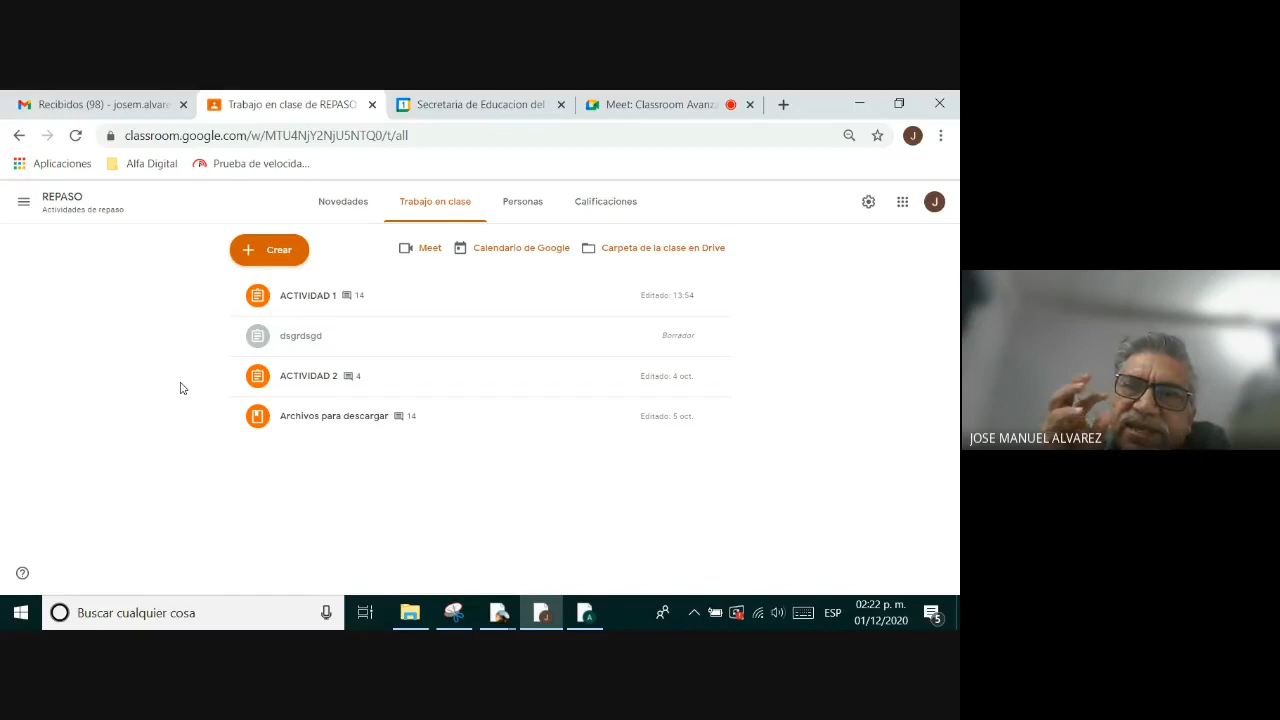 Recibidos (98) - josem.alvare
Trabajo en clase de REPASO
Secretaria de Educacion del
Meet: Classroom Avanza
classroom.google.com/w/MTU4NjY2NjU5NTQ0/t/all
J
Aplicaciones
Alfa Digital
Prueba de velocida...
REPASO
Actividades de repaso
Novedades
Trabajo en clase
Personas
Calificaciones
J
Crear
Meet
Calendario de Google
Carpeta de la clase en Drive
ACTIVIDAD 1 14
Editado: 13:54
dsgrdsgd
Borrador
ACTIVIDAD 2 4
Editado: 4 oct.
Archivos para descargar 14
Editado: 5 oct.
JOSE MANUEL ALVAREZ
Buscar cualquier cosa
ESP
02:22 p. m.
01/12/2020
5